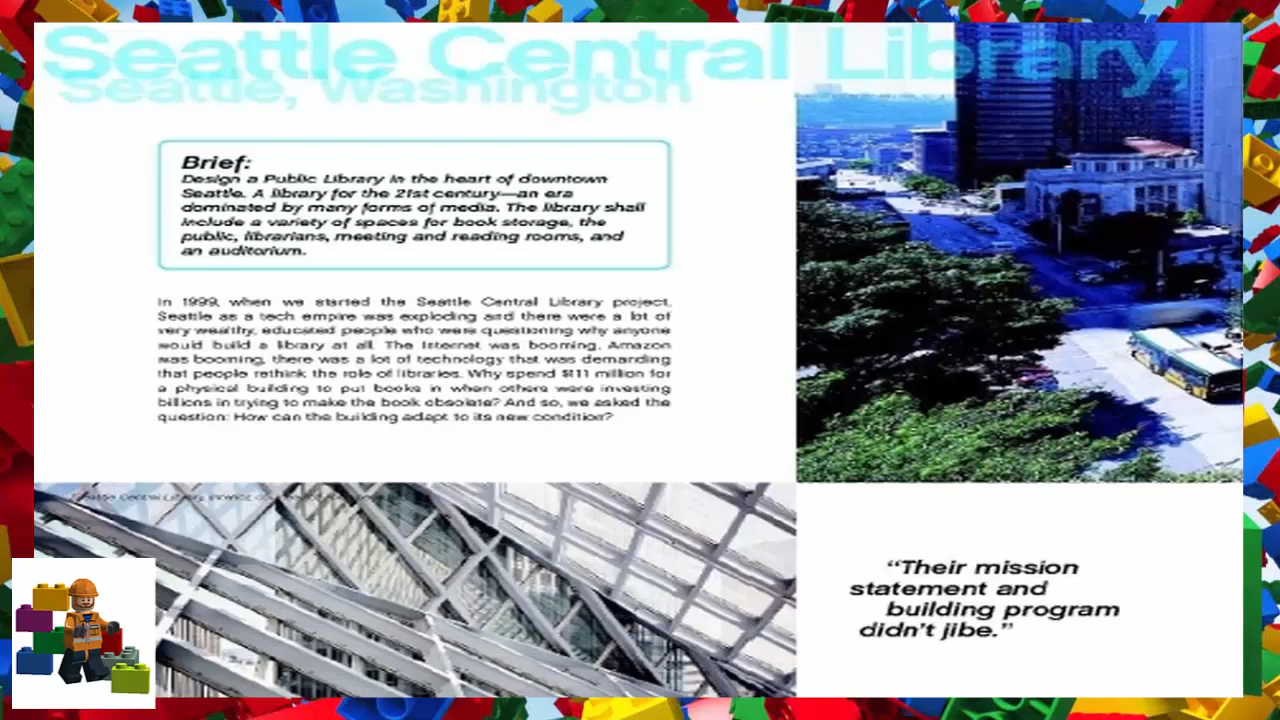 Seattle Central Library,
Seattle, Washington
Brief:
Design a Public Library in the heart of downtown
Seattle. A library for the 21st century—an era
dominated by many forms of media. The library shall
include a variety of spaces for book storage, the
public, librarians, meeting and reading rooms, and
an auditorium.
In 1999, when we started the Seattle Central Library project,
Seattle as a tech empire was exploding and there were a lot of
very wealthy, educated people who were questioning why anyone
would build a library at all. The Internet was booming, Amazon
was booming, there was a lot of technology that was demanding
that people rethink the role of libraries. Why spend $111 million for
a physical building to put books in when others were investing
billions in trying to make the book obsolete? And so, we asked the
question: How can the building adapt to its new condition?
Seattle Central Library, interior
“Their mission
statement and
building program
didn’t jibe.”